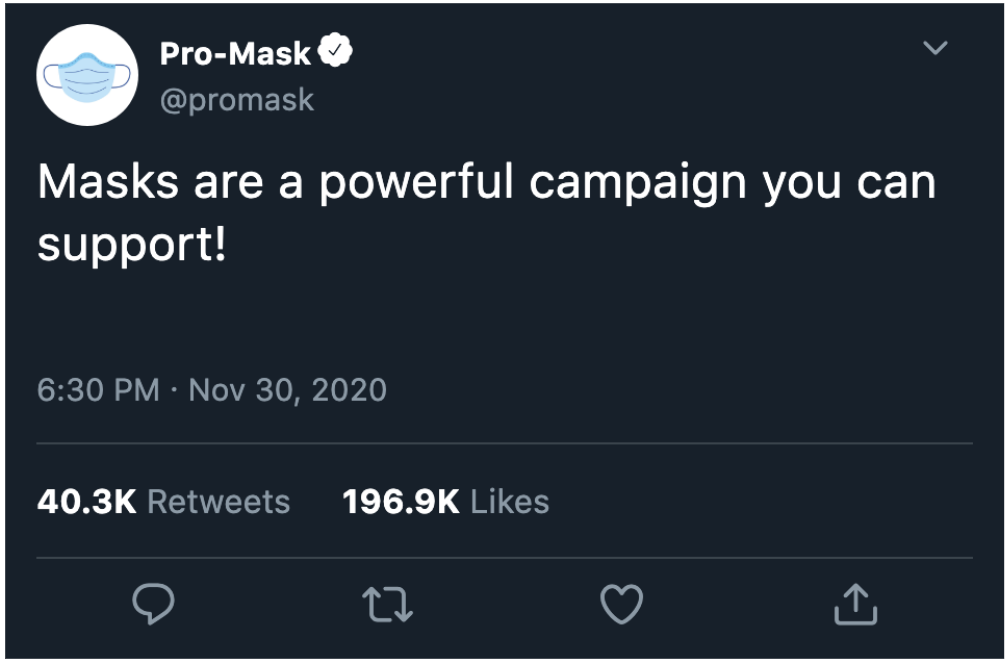 Pro-Mask
@promask
Masks are a powerful campaign you can
support!
6:30 PM · Nov 30, 2020
40.3K Retweets 196.9K Likes